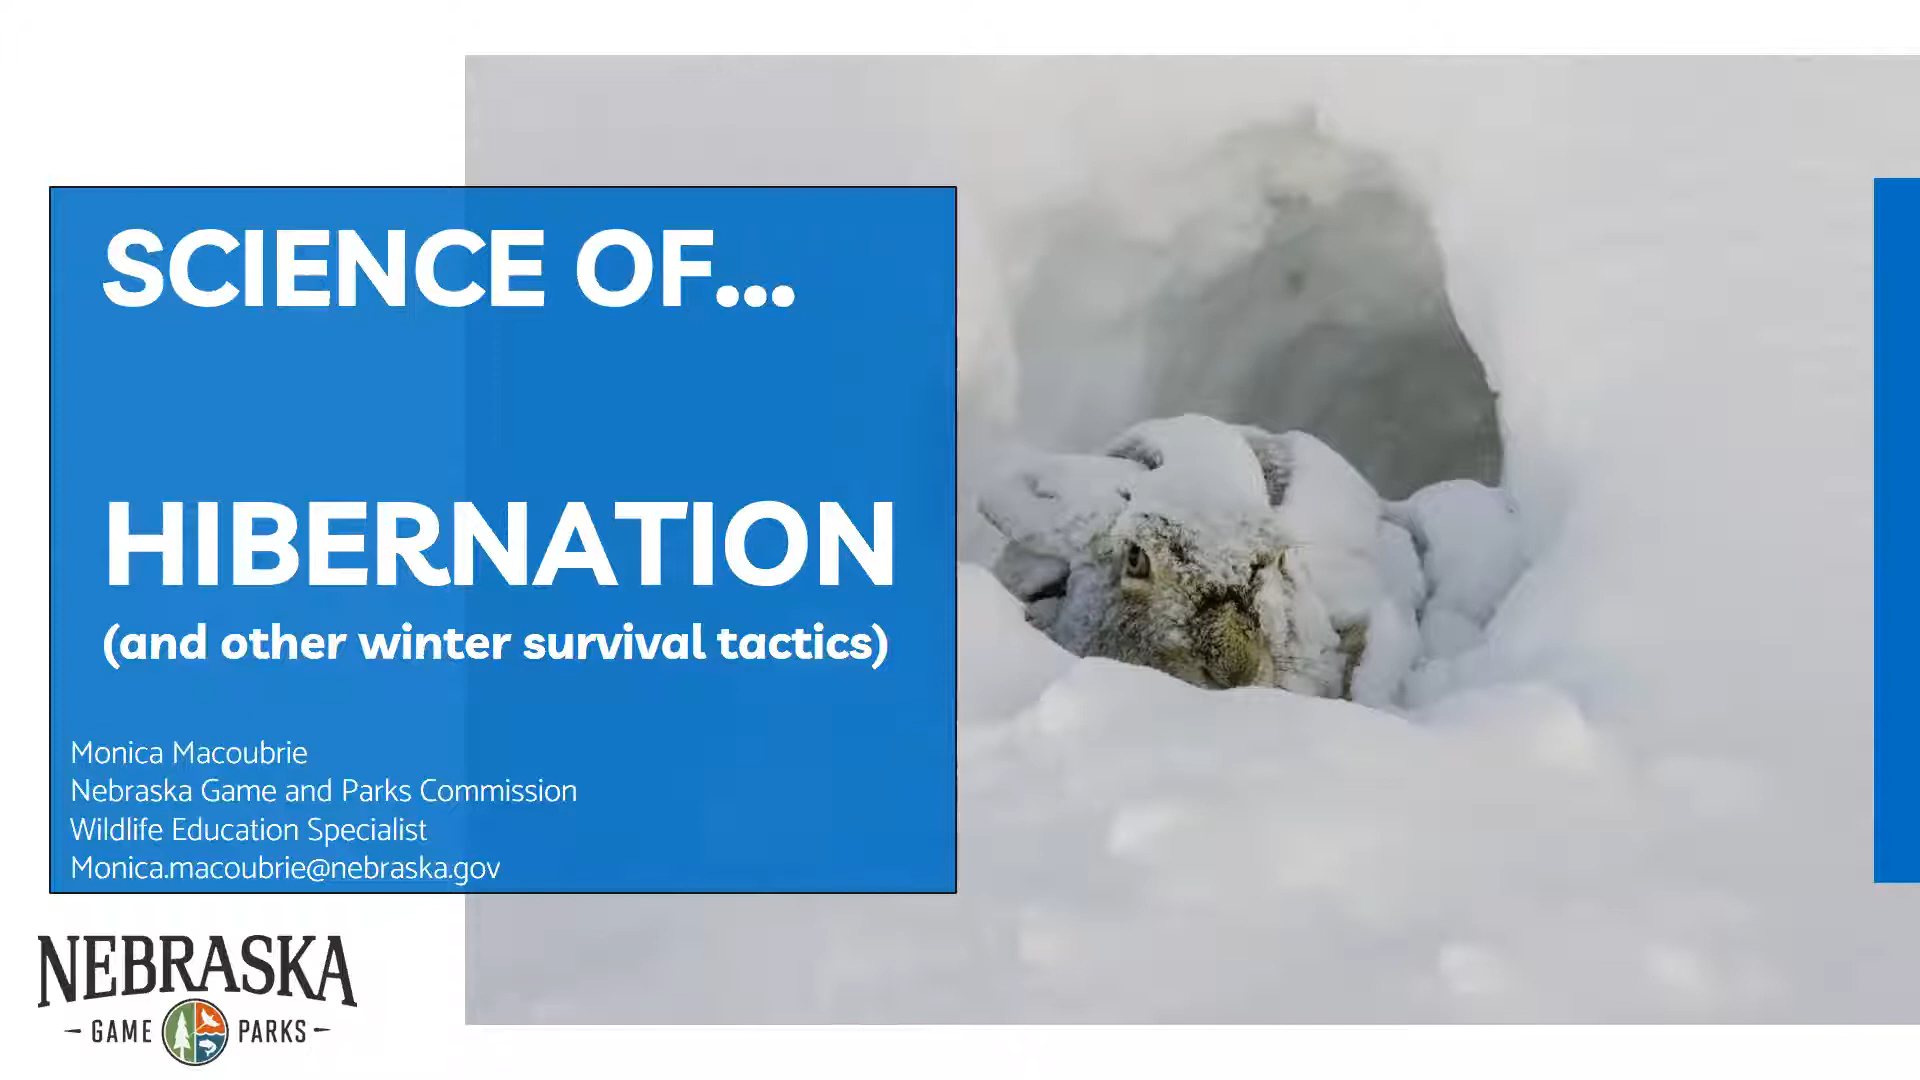 SCIENCE OF...
HIBERNATION
(and other winter survival tactics)
Monica Macoubrie
Nebraska Game and Parks Commission
Wildlife Education Specialist
Monica.macoubrie@nebraska.gov
NEBRASKA
GAME PARKS